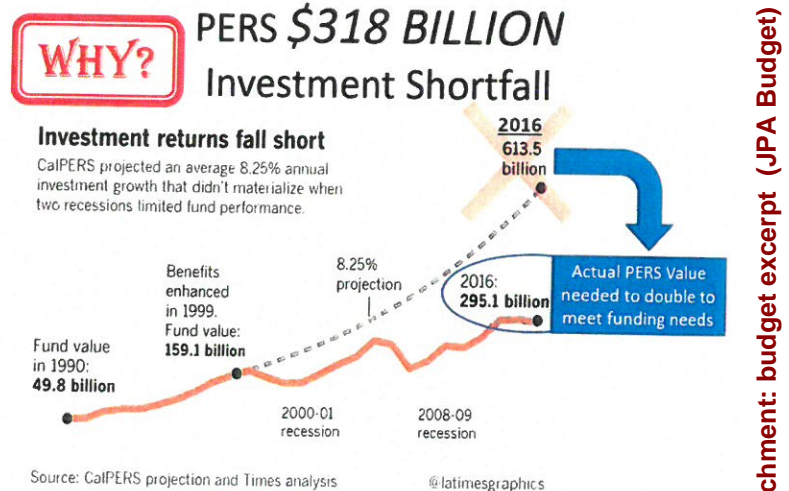 WHY?
PERS $318 BILLION
Investment Shortfall
Investment returns fall short
CalPERS projected an average 8.25% annual
investment growth that didn't materialize when
two recessions limited fund performance.
2016
613.5
billion
Benefits
enhanced
in 1999.
Fund value:
159.1 billion
8.25%
projection
2016:
295.1 billion
Actual PERS Value
needed to double to
meet funding needs
Fund value
in 1990:
49.8 billion
2000-01
recession
2008-09
recession
Source: CalPERS projection and Times analysis
@latimesgraphics
chment: budget excerpt (JPA Budget)